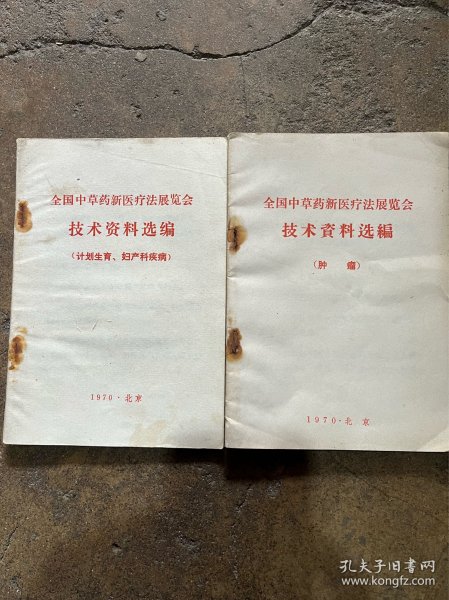 全国中草药新医疗法展览会
技术资料选编
（计划生育、妇产科疾病）
1970·北京
全国中草药新医疗法展览会
技术資料选編
（肿 瘤）
1970·北京
孔夫子旧书网
www.kongfz.com